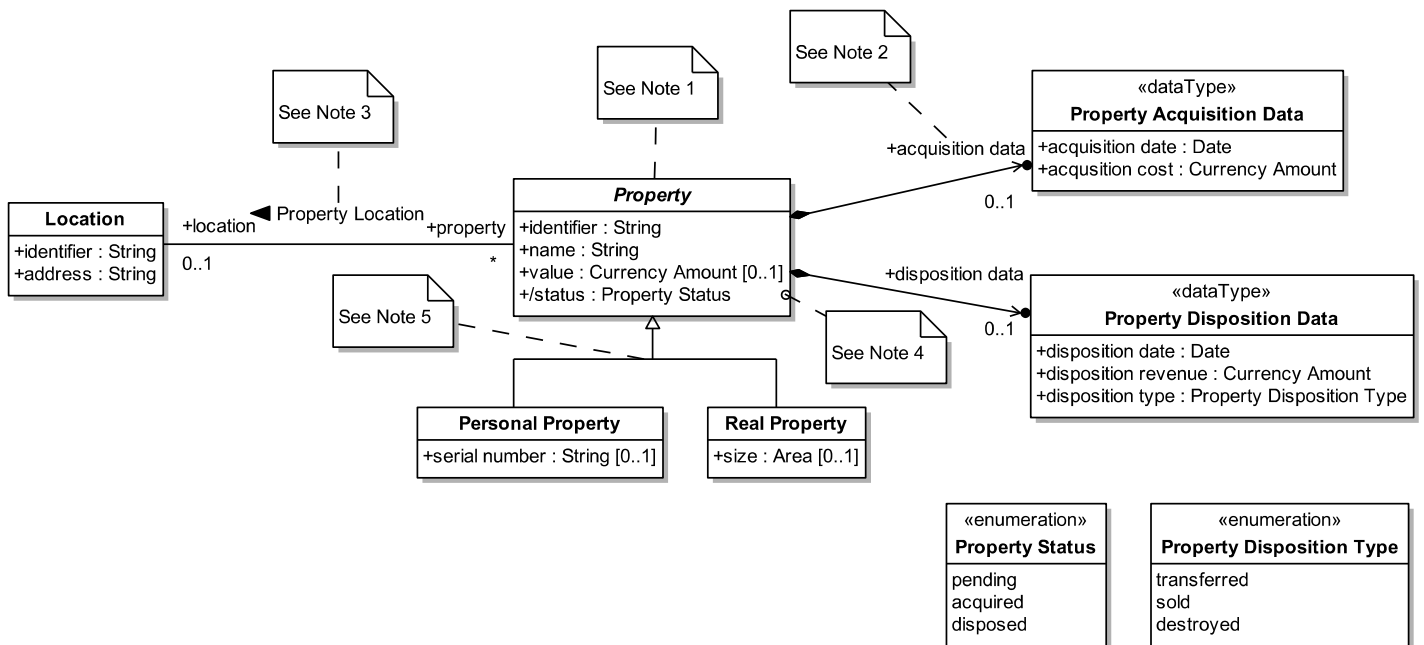 See Note 2
See Note 1
See Note 3
«dataType»
Property Acquisition Data
+acquisition date : Date
+acqusition cost : Currency Amount
+acquisition data
0..1
Property
+identifier : String
+name : String
+value : Currency Amount [0..1]
+/status : Property Status
Location
+identifier : String
+address : String
+location
Property Location
+property
0..1
*
+disposition data
0..1
«dataType»
Property Disposition Data
+disposition date : Date
+disposition revenue : Currency Amount
+disposition type : Property Disposition Type
See Note 5
See Note 4
Personal Property
+serial number : String [0..1]
Real Property
+size : Area [0..1]
«enumeration»
Property Status
pending
acquired
disposed
«enumeration»
Property Disposition Type
transferred
sold
destroyed